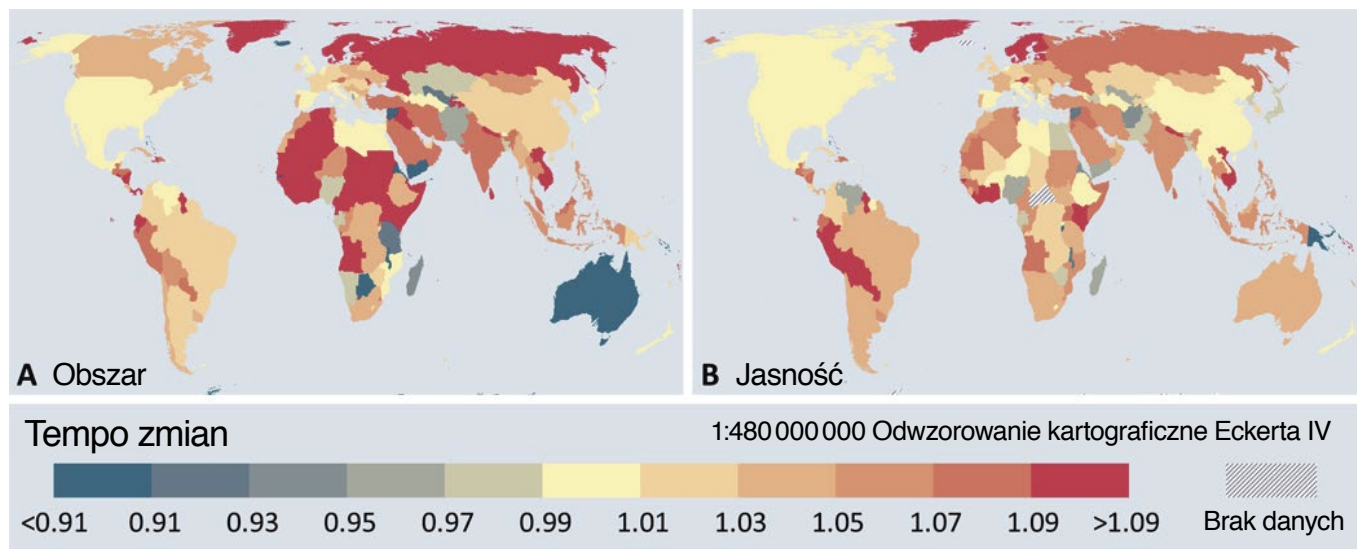 A Obszar
B Jasność
Tempo zmian
1:480 000 000 Odwzorowanie kartograficzne Eckerta IV
<0.91 0.91 0.93 0.95 0.97 0.99 1.01 1.03 1.05 1.07 1.09 >1.09
Brak danych